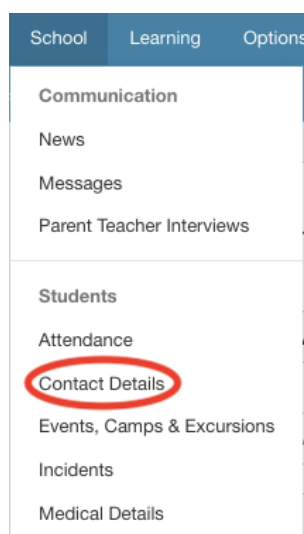 School Learning Options
Communication
News
Messages
Parent Teacher Interviews
Students
Attendance
Contact Details
Events, Camps & Excursions
Incidents
Medical Details